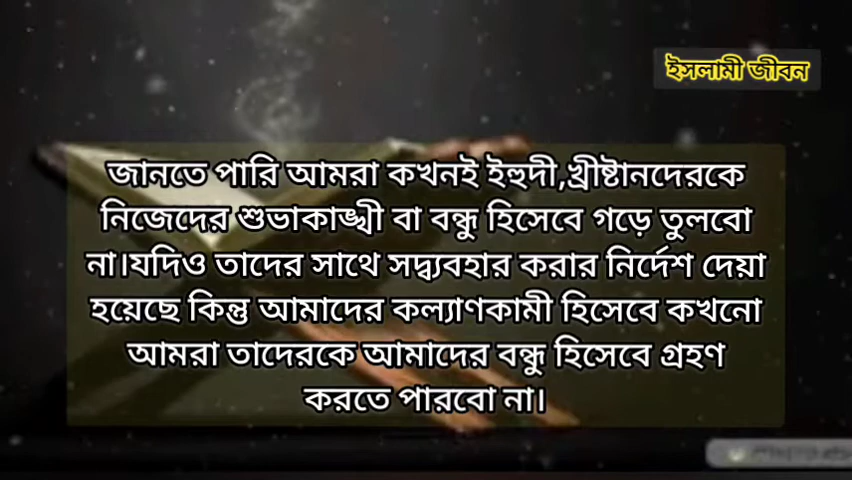 ইসলামী জীবন
জানতে পারি আমরা কখনই ইহুদী,খ্রীষ্টানদেরকে
নিজেদের শুভাকাঙ্খী বা বন্ধু হিসেবে গড়ে তুলবো
না।যদিও তাদের সাথে সদ্ব্যবহার করার নির্দেশ দেয়া
হয়েছে কিন্তু আমাদের কল্যাণকামী হিসেবে কখনো
আমরা তাদেরকে আমাদের বন্ধু হিসেবে গ্রহণ
করতে পারবো না।